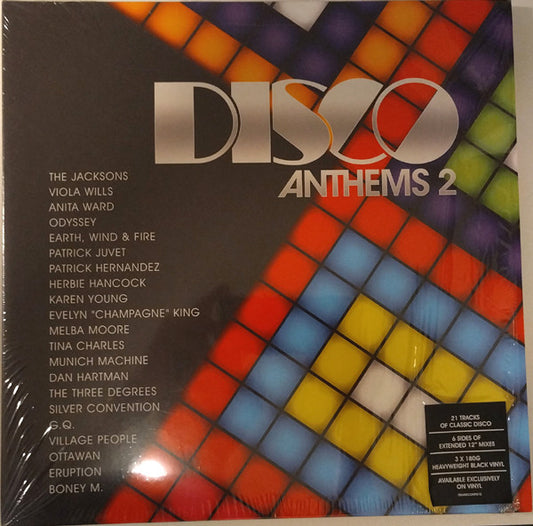 DISCO
ANTHEMS 2
THE JACKSONS
VIOLA WILLS
ANITA WARD
ODYSSEY
EARTH, WIND & FIRE
PATRICK JUVET
PATRICK HERNANDEZ
HERBIE HANCOCK
KAREN YOUNG
EVELYN "CHAMPAGNE" KING
MELBA MOORE
TINA CHARLES
MUNICH MACHINE
DAN HARTMAN
THE THREE DEGREES
SILVER CONVENTION
G.Q.
VILLAGE PEOPLE
OTTAWAN
ERUPTION
BONEY M.
21 TRACKS
OF CLASSIC DISCO
6 SIDES OF
EXTENDED 12" MIXES
3 X 180G
HEAVYWEIGHT BLACK VINYL
AVAILABLE EXCLUSIVELY
ON VINYL